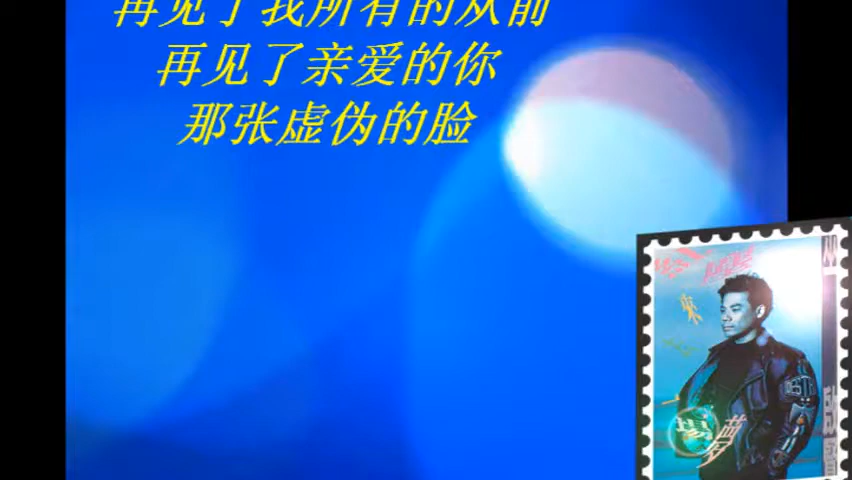 再见了我所有的从前
再见了亲爱的你
那张虚伪的脸
夢